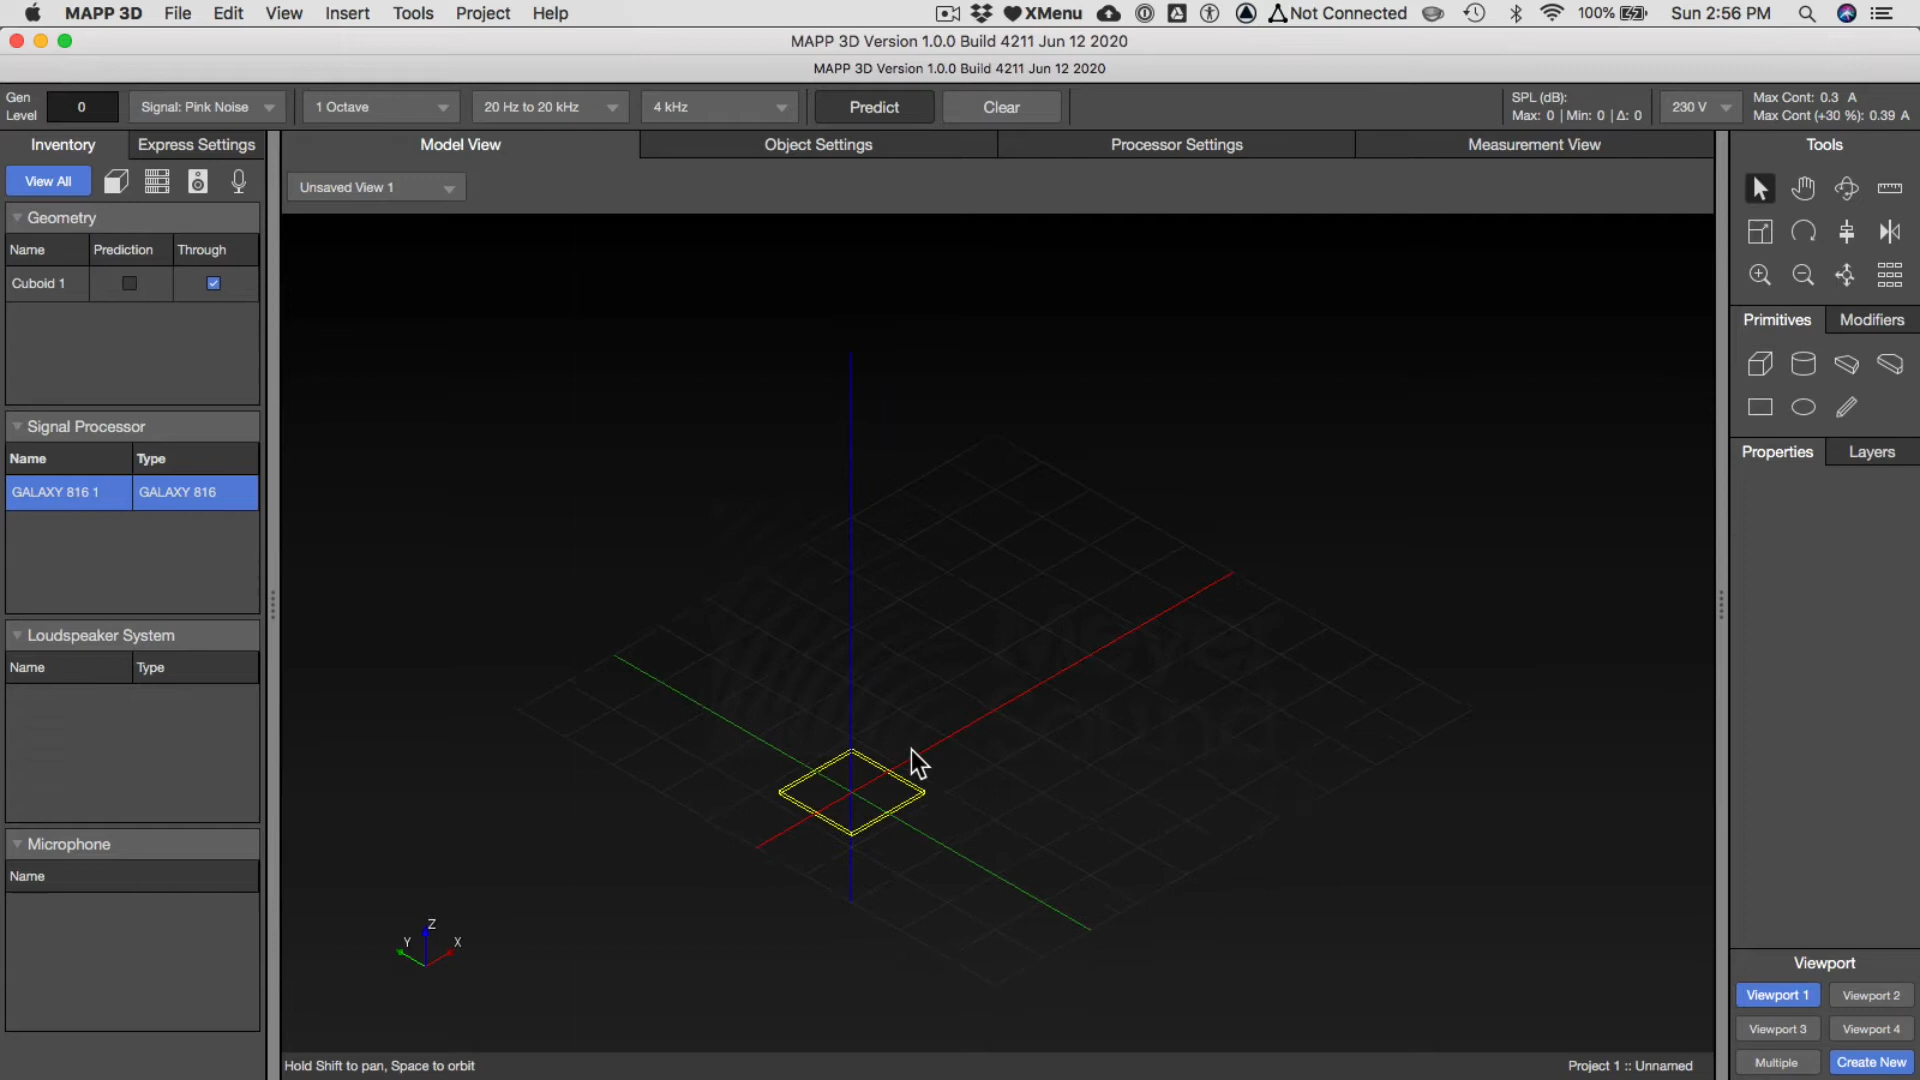 MAPP 3D File Edit View Insert Tools Project Help XMenu Not Connected 100% Sun 2:56 PM
MAPP 3D Version 1.0.0 Build 4211 Jun 12 2020
MAPP 3D Version 1.0.0 Build 4211 Jun 12 2020
Gen Level 0 Signal: Pink Noise 1 Octave 20 Hz to 20 kHz 4 kHz Predict Clear
SPL (dB):
Max: 0 | Min: 0 | Δ: 0
230 V
Max Cont: 0.3 A
Max Cont (+30 %): 0.39 A
Inventory Express Settings Model View Object Settings Processor Settings Measurement View Tools
View All
Unsaved View 1
Geometry
Name Prediction Through
Cuboid 1
Signal Processor
Name Type
GALAXY 816 1 GALAXY 816
Loudspeaker System
Name Type
Microphone
Name
Z
Y X
Hold Shift to pan, Space to orbit
Project 1 :: Unnamed
Primitives Modifiers
Properties Layers
Viewport
Viewport 1 Viewport 2
Viewport 3 Viewport 4
Multiple Create New